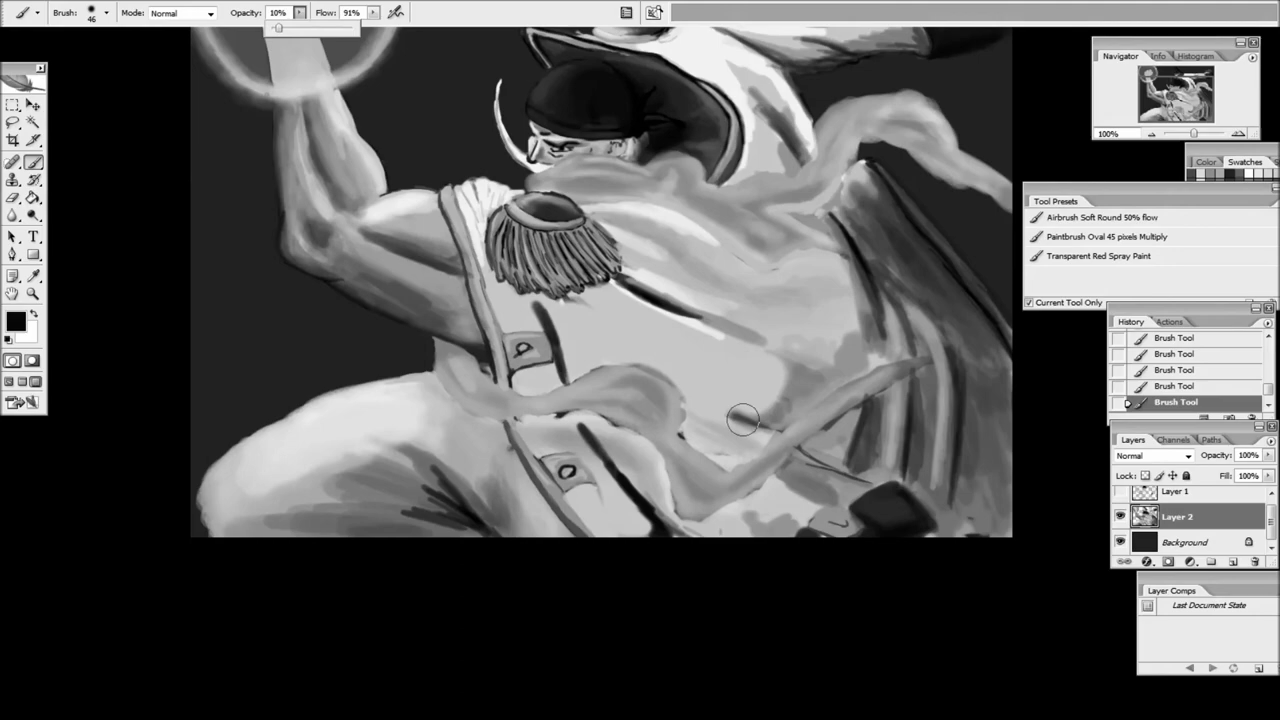 Brush: 46 Mode: Normal Opacity: 10% Flow: 91%
Navigator Info Histogram
100%
Color Swatches
Tool Presets
Airbrush Soft Round 50% flow
Paintbrush Oval 45 pixels Multiply
Transparent Red Spray Paint
Current Tool Only
History Actions
Brush Tool
Brush Tool
Brush Tool
Brush Tool
Brush Tool
Layers Channels Paths
Normal Opacity: 100%
Lock: Fill: 100%
Layer 1
Layer 2
Background
Layer Comps
Last Document State
T